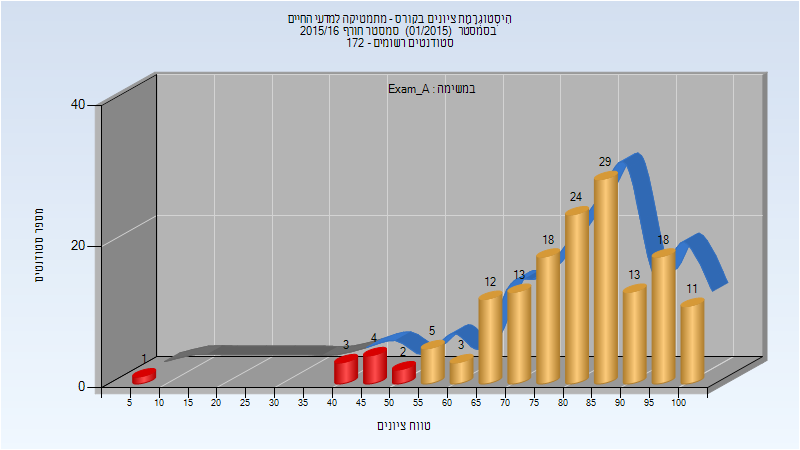 היסטוגרמת ציונים בקורס - מתמטיקה למדעי החיים
בסמסטר (01/2015) סמסטר חורף 2015/16
סטודנטים רשומים - 172
במשימה : Exam_A
מספר סטודנטים
40
20
0
1
3
4
2
5
3
12
13
18
24
29
13
18
11
5 10 15 20 25 30 35 40 45 50 55 60 65 70 75 80 85 90 95 100
טווח ציונים